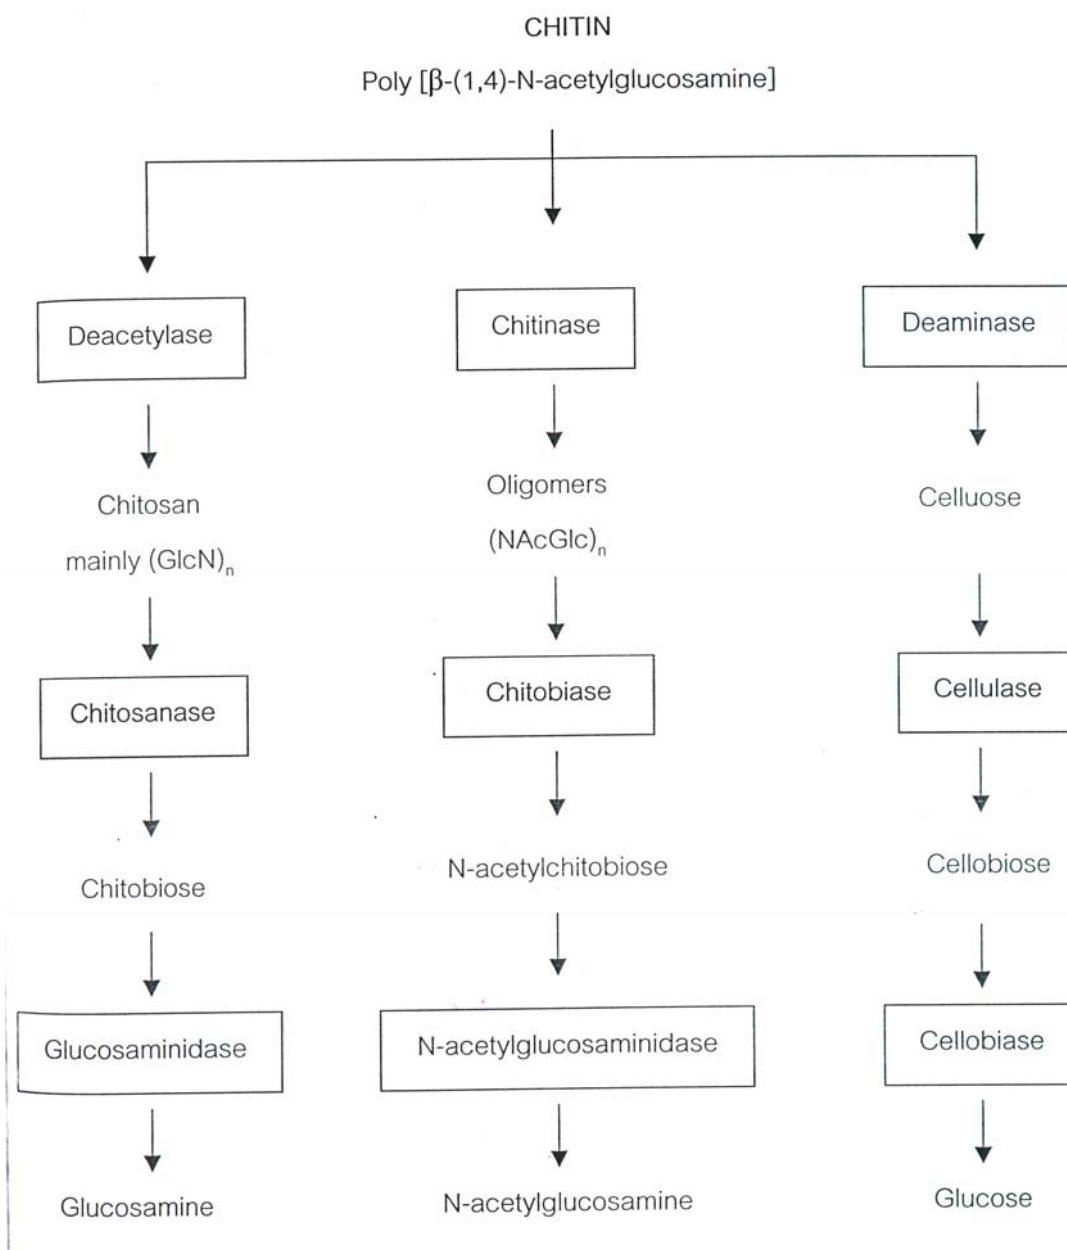 CHITIN
Poly [β-(1,4)-N-acetylglucosamine]
Deacetylase
Chitinase
Deaminase
Chitosan
mainly (GlcN)n
Oligomers
(NAcGlc)n
Celluose
Chitosanase
Chitobiase
Cellulase
Chitobiose
N-acetylchitobiose
Cellobiose
Glucosaminidase
N-acetylglucosaminidase
Cellobiase
Glucosamine
N-acetylglucosamine
Glucose